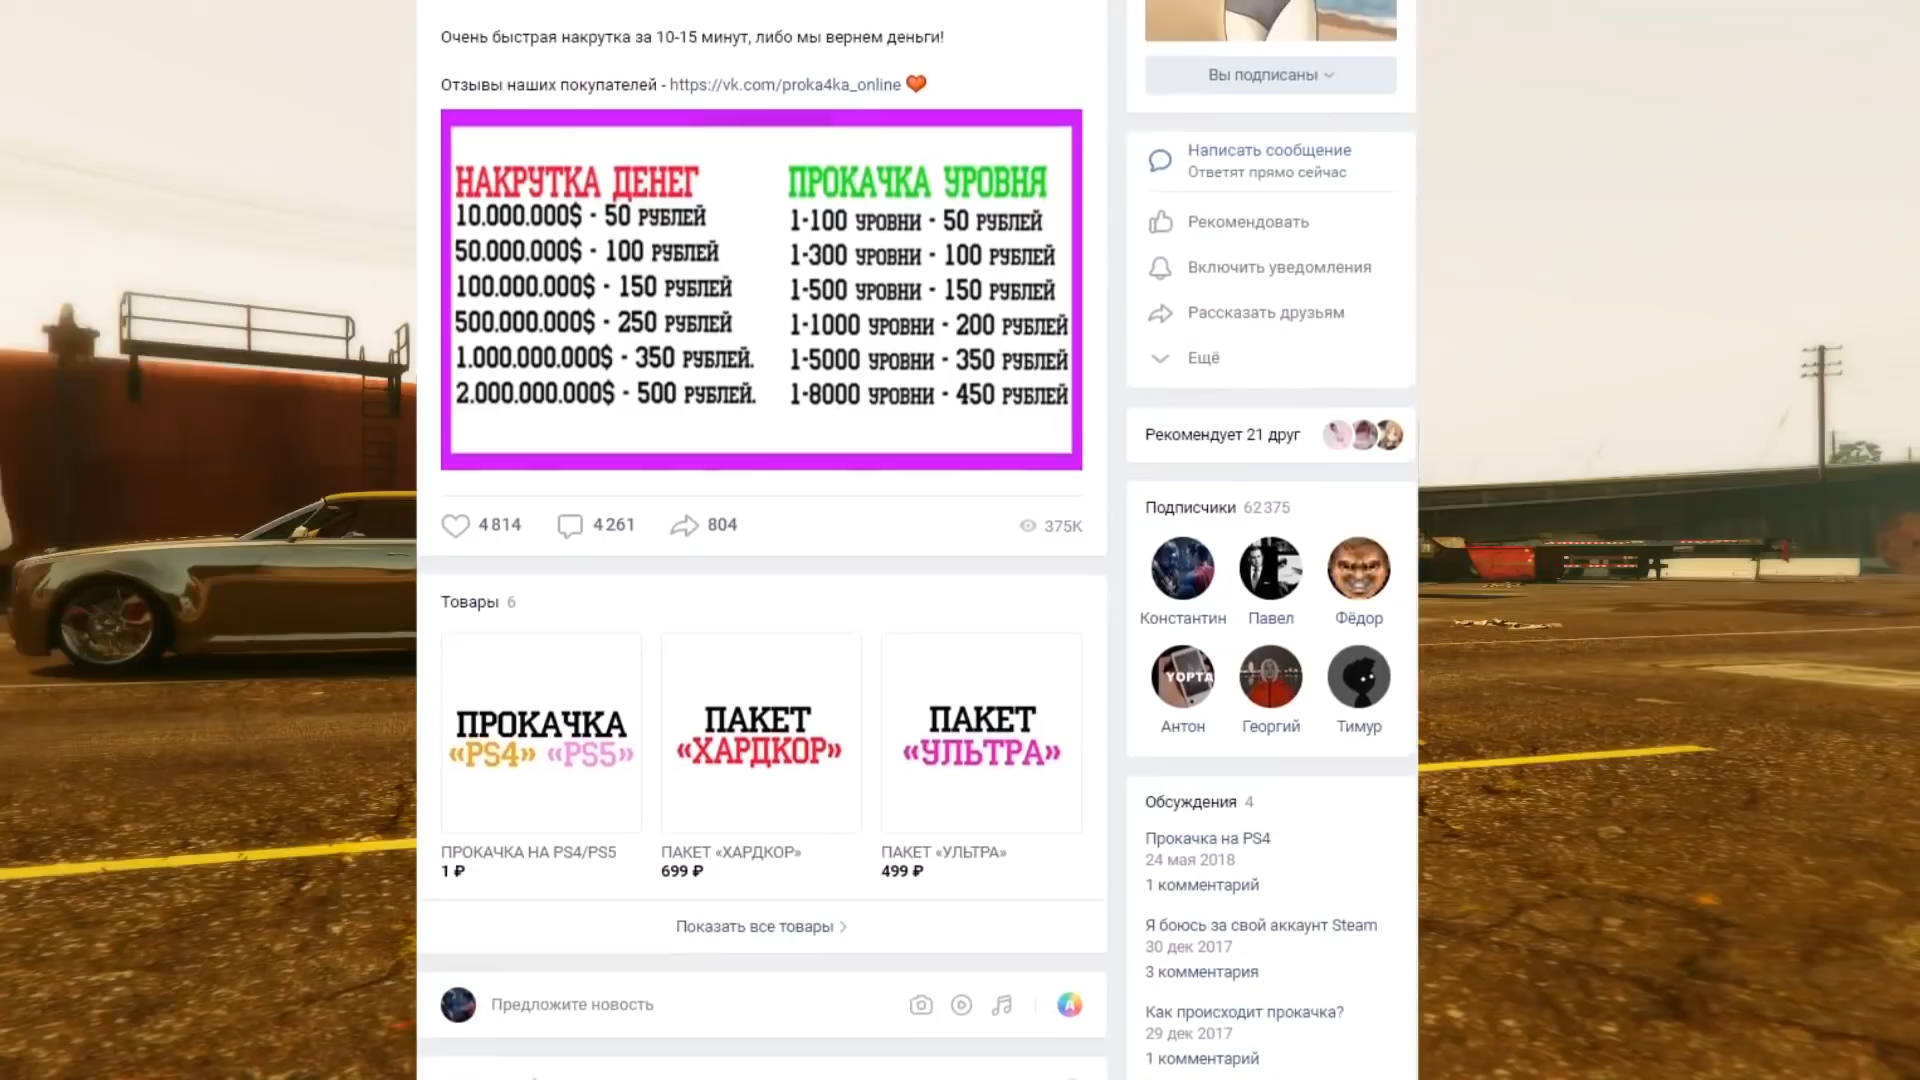 Очень быстрая накрутка за 10-15 минут, либо мы вернем деньги!
Отзывы наших покупателей - https://vk.com/proka4ka_online
НАКРУТКА ДЕНЕГ
10.000.000$ - 50 РУБЛЕЙ
50.000.000$ - 100 РУБЛЕЙ
100.000.000$ - 150 РУБЛЕЙ
500.000.000$ - 250 РУБЛЕЙ
1.000.000.000$ - 350 РУБЛЕЙ.
2.000.000.000$ - 500 РУБЛЕЙ.
ПРОКАЧКА УРОВНЯ
1-100 УРОВНИ - 50 РУБЛЕЙ
1-300 УРОВНИ - 100 РУБЛЕЙ
1-500 УРОВНИ - 150 РУБЛЕЙ
1-1000 УРОВНИ - 200 РУБЛЕЙ
1-5000 УРОВНИ - 350 РУБЛЕЙ
1-8000 УРОВНИ - 450 РУБЛЕЙ
4 814
4 261
804
375K
Товары 6
ПРОКАЧКА
«PS4» «PS5»
ПРОКАЧКА НА PS4/PS5
1 ₽
ПАКЕТ
«ХАРДКОР»
ПАКЕТ «ХАРДКОР»
699 ₽
ПАКЕТ
«УЛЬТРА»
ПАКЕТ «УЛЬТРА»
499 ₽
Показать все товары
Предложите новость
A
Вы подписаны
Написать сообщение
Ответят прямо сейчас
Рекомендовать
Включить уведомления
Рассказать друзьям
Ещё
Рекомендует 21 друг
Подписчики 62 375
Константин
Павел
Фёдор
YOPTA
Антон
Георгий
Тимур
Обсуждения 4
Прокачка на PS4
24 мая 2018
1 комментарий
Я боюсь за свой аккаунт Steam
30 дек 2017
3 комментария
Как происходит прокачка?
29 дек 2017
1 комментарий